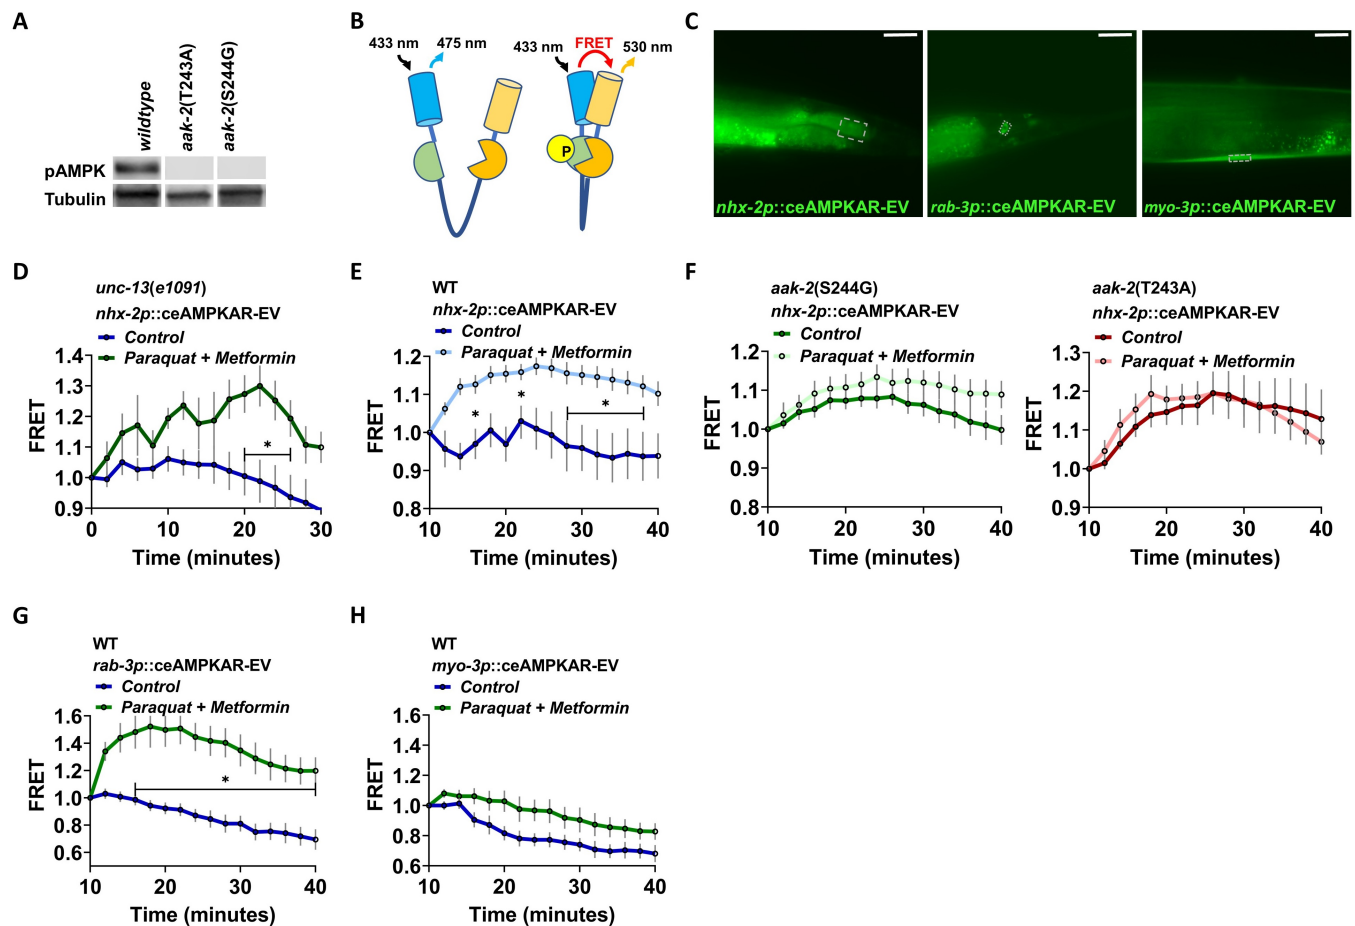 A
wildtype
aak-2(T243A)
aak-2(S244G)
pAMPK
Tubulin
B
433 nm
475 nm
433 nm
FRET
530 nm
P
C
nhx-2p::ceAMPKAR-EV
rab-3p::ceAMPKAR-EV
myo-3p::ceAMPKAR-EV
D
unc-13(e1091)
nhx-2p::ceAMPKAR-EV
Control
Paraquat + Metformin
1.4
1.3
1.2
1.1
1.0
0.9
FRET
*
0
10
20
30
Time (minutes)
E
WT
nhx-2p::ceAMPKAR-EV
Control
Paraquat + Metformin
1.2
1.1
1.0
0.9
0.8
FRET
*
*
*
10
20
30
40
Time (minutes)
F
aak-2(S244G)
nhx-2p::ceAMPKAR-EV
Control
Paraquat + Metformin
1.2
1.1
1.0
0.9
0.8
FRET
10
20
30
40
Time (minutes)
aak-2(T243A)
nhx-2p::ceAMPKAR-EV
Control
Paraquat + Metformin
1.3
1.2
1.1
1.0
0.9
FRET
10
20
30
40
Time (minutes)
G
WT
rab-3p::ceAMPKAR-EV
Control
Paraquat + Metformin
1.6
1.4
1.2
1.0
0.8
0.6
FRET
*
10
20
30
40
Time (minutes)
H
WT
myo-3p::ceAMPKAR-EV
Control
Paraquat + Metformin
1.6
1.4
1.2
1.0
0.8
0.6
FRET
10
20
30
40
Time (minutes)